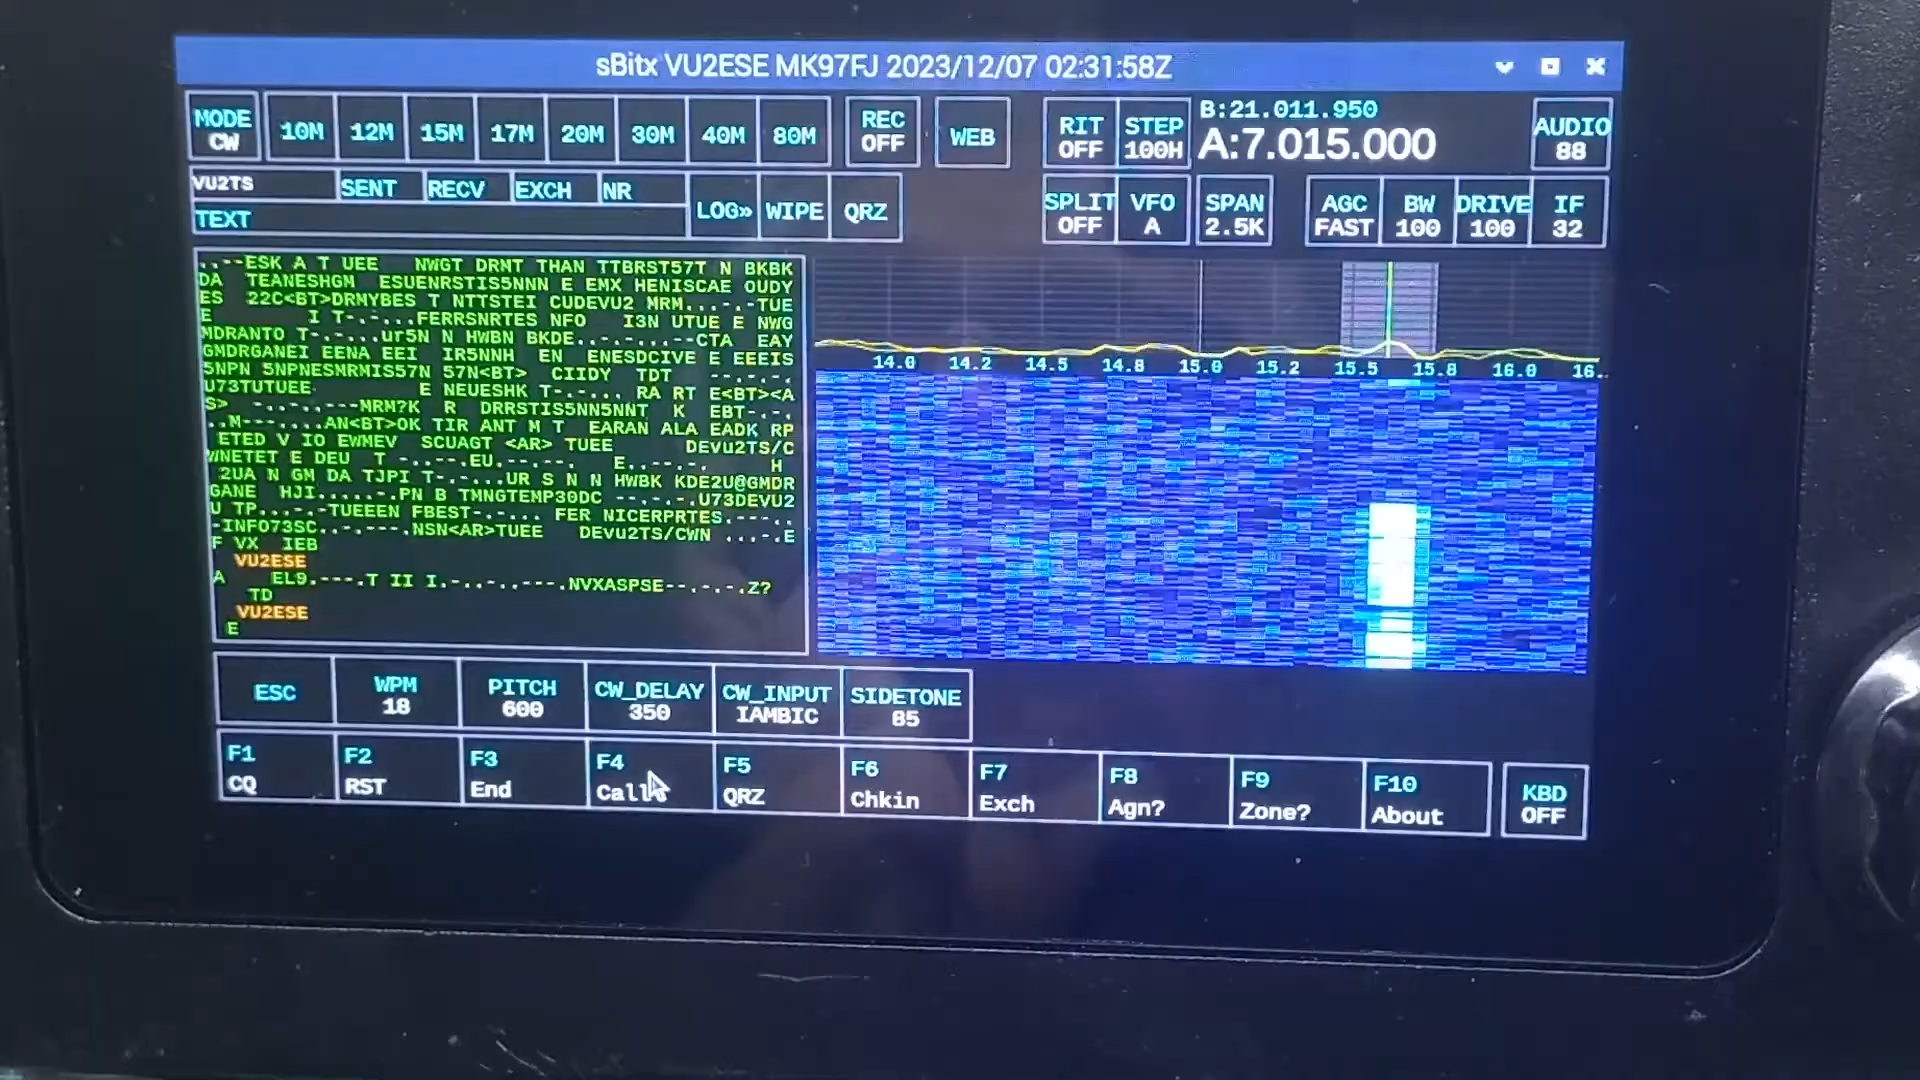 sBitx VU2ESE MK97FJ 2023/12/07 02:31:58Z
MODE CW 10M 12M 15M 17M 20M 30M 40M 80M REC OFF WEB RIT OFF STEP 100H B:21.011.950 A:7.015.000 AUDIO 88
VU2TS SENT RECV EXCH NR LOG» WIPE QRZ SPLIT OFF VFO A SPAN 2.5K AGC FAST BW 100 DRIVE 100 IF 32
TEXT
..--ESK A T UEE NWGT DRMT THAN TTBRST57T N BKBK
DA TEANESHGM ESUENRSTIS5NNN E EMX HENISCAE OUDY
ES 22C<BT>DRMYBES T NTTSTEI CUDEVU2 MRM...-.-TUE
E I T-.-...FERRSNRTES NFO I3N UTUE E NWG
MDRANTO T-.-...ur5N N HWBN BKDE..-...--CTA EAY
GMDRGANEI EENA EEI IR5NNH EN ENESDCIVE E EEEIS
5NPN 5NPNESMRMIS57N 57N<BT> CIIDY TDT --.-.-.
U73TUTUEE E NEUESHK T-.-... RA RT E<BT><A
S> -..-..---MRM?K R DRRSTIS5NN5NNT K EBT-.-.
..M---....AN<BT>OK TIR ANT M T EARAN ALA EADK RP
ETED V IO EWMEV SCUAGT <AR> TUEE DEVU2TS/C
WNETET E DEU T -..--.EU.--.--. E..--.-. H
2UA N GM DA TJPI T-.-...UR S N N HWBK KDE2U@GMDR
GANE HJI.....-.PN B TMNGTEMP30DC --.-.-.U73DEVU2
U TP...-.-TUEEEN FBEST-.-... FER NICERPRTES.---..
-INFO73SC..-.---.NSN<AR>TUEE DEVU2TS/CWN ...-.E
F VX IEB
VU2ESE
A EL9.---.T II I.-..-..---.NVXASPSE--.-.-.Z?
TD
VU2ESE
E
14.0 14.2 14.5 14.8 15.0 15.2 15.5 15.8 16.0 16..
ESC WPM 18 PITCH 600 CW_DELAY 350 CW_INPUT IAMBIC SIDETONE 85
F1 CQ F2 RST F3 End F4 Call F5 QRZ F6 Chkin F7 Exch F8 Agn? F9 Zone? F10 About KBD OFF